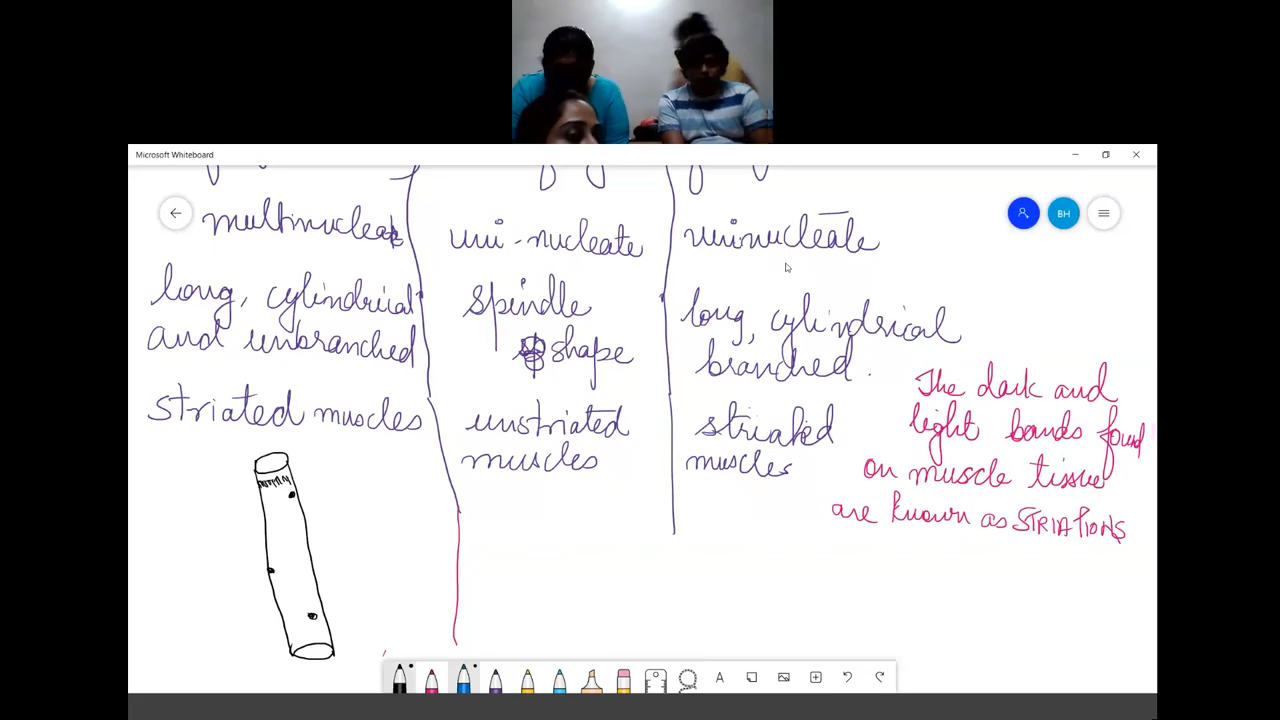 Microsoft Whiteboard
BH
multinucleate
long, cylindrical
and unbranched
striated muscles
uni-nucleate
spindle
shape
unstriated
muscles
uninucleate
long, cylindrical
branched.
striated
muscles
The dark and
light bands found
on muscle tissue
are known as STRIATIONS
A